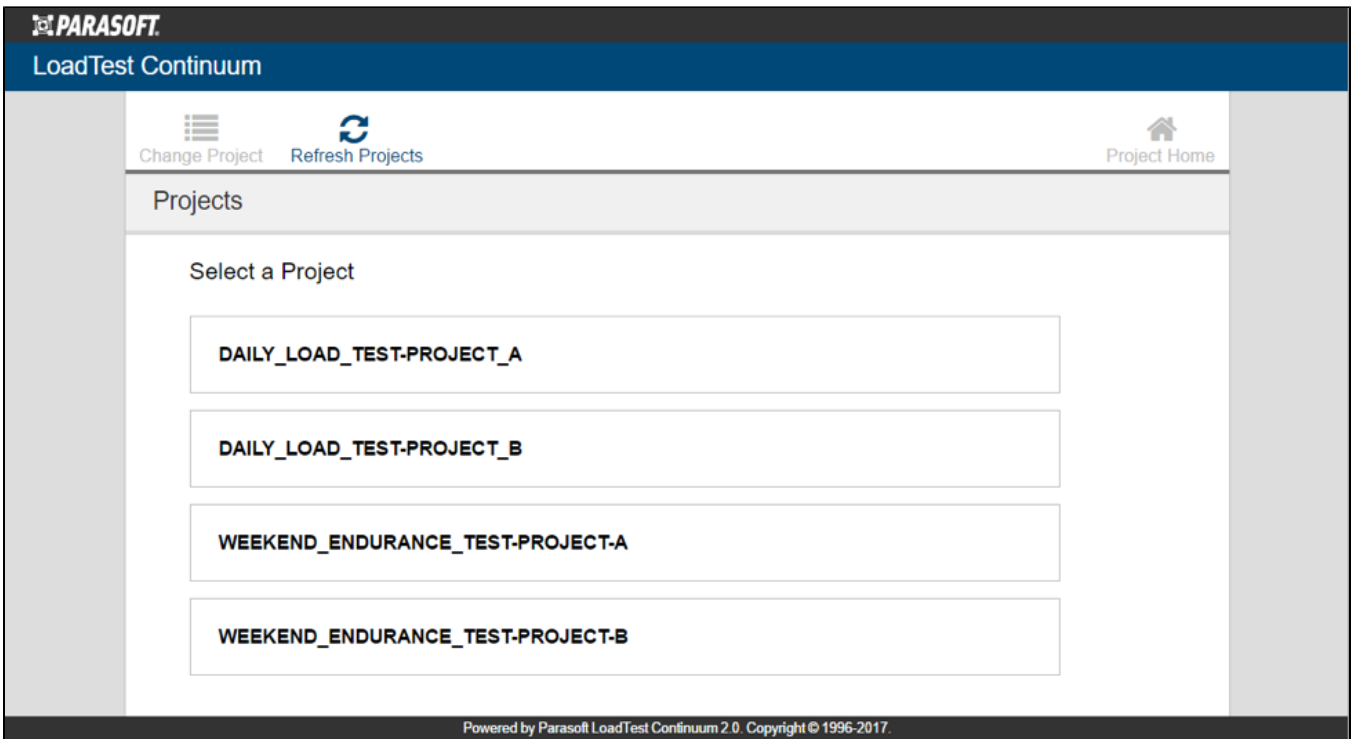 PARASOFT.
LoadTest Continuum
Change Project Refresh Projects Project Home
Projects
Select a Project
DAILY_LOAD_TEST-PROJECT_A
DAILY_LOAD_TEST-PROJECT_B
WEEKEND_ENDURANCE_TEST-PROJECT-A
WEEKEND_ENDURANCE_TEST-PROJECT-B
Powered by Parasoft LoadTest Continuum 2.0. Copyright © 1996-2017.